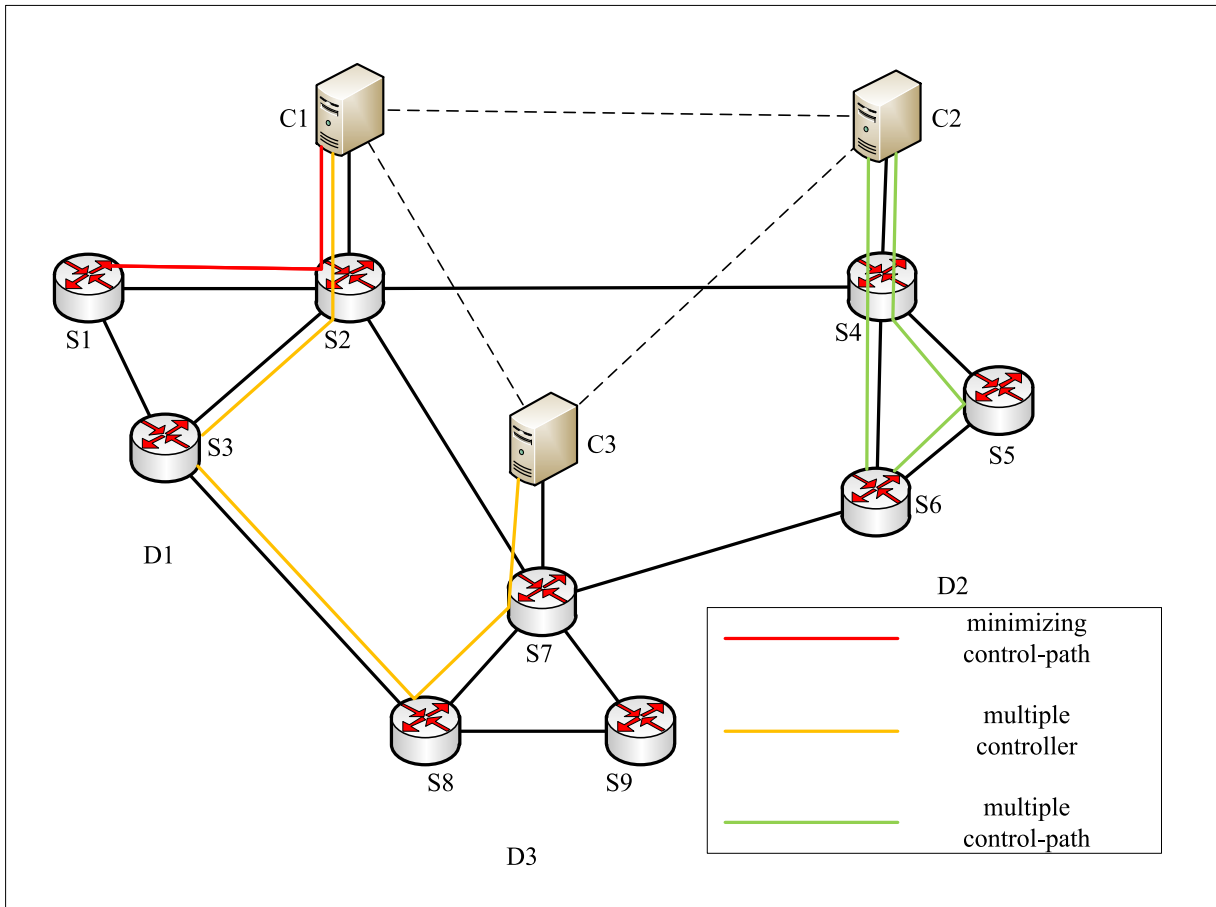 C1
C2
S1
S2
S4
S3
C3
S5
S6
D1
D2
S7
S8
S9
D3
minimizing
control-path
multiple
controller
multiple
control-path